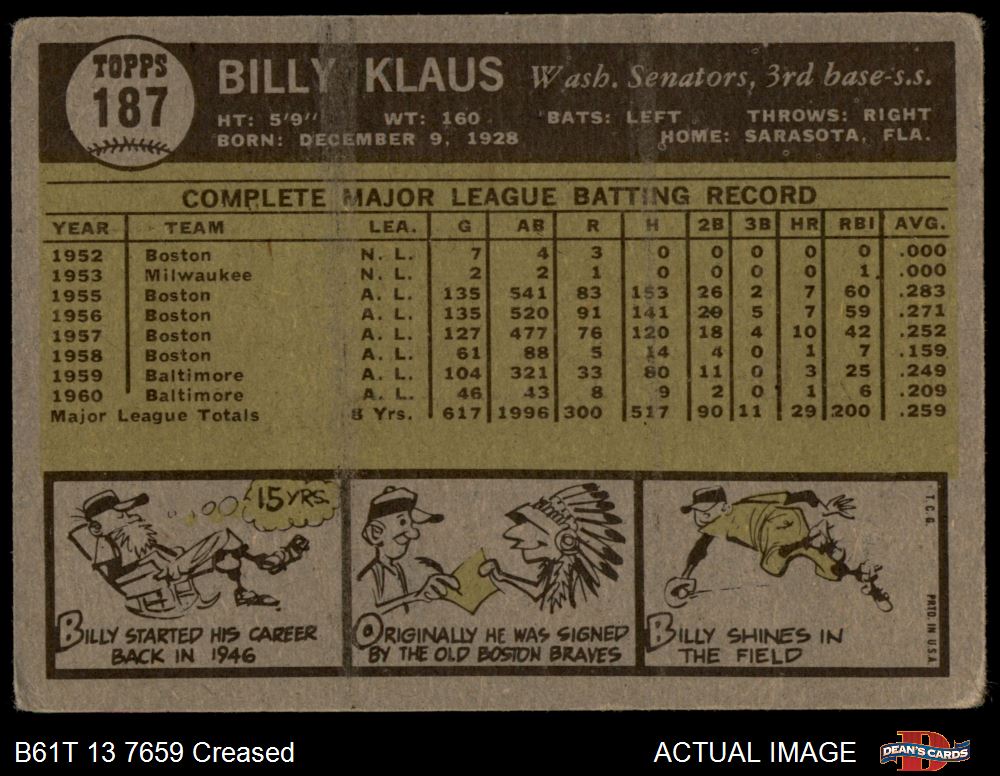 TOPPS
187
BILLY KLAUS Wash. Senators, 3rd base-s.s.
HT: 5'9" WT: 160 BATS: LEFT THROWS: RIGHT
BORN: DECEMBER 9, 1928 HOME: SARASOTA, FLA.
COMPLETE MAJOR LEAGUE BATTING RECORD
YEAR TEAM LEA. G AB R H 2B 3B HR RBI AVG.
1952 Boston N. L. 7 4 3 0 0 0 0 0 .000
1953 Milwaukee N. L. 2 2 1 0 0 0 0 1 .000
1955 Boston A. L. 135 541 83 153 26 2 7 60 .283
1956 Boston A. L. 135 520 91 141 29 5 7 59 .271
1957 Boston A. L. 127 477 76 120 18 4 10 42 .252
1958 Boston A. L. 61 88 5 14 4 0 1 7 .159
1959 Baltimore A. L. 104 321 33 80 11 0 3 25 .249
1960 Baltimore A. L. 46 43 8 9 2 0 1 6 .209
Major League Totals 8 Yrs. 617 1996 300 517 90 11 29 200 .259
15 YRS.
BILLY STARTED HIS CAREER
BACK IN 1946
ORIGINALLY HE WAS SIGNED
BY THE OLD BOSTON BRAVES
BILLY SHINES IN
THE FIELD
T.C.G.
PRTD. IN U.S.A.
B61T 13 7659 Creased
ACTUAL IMAGE
D
DEAN'S CARDS